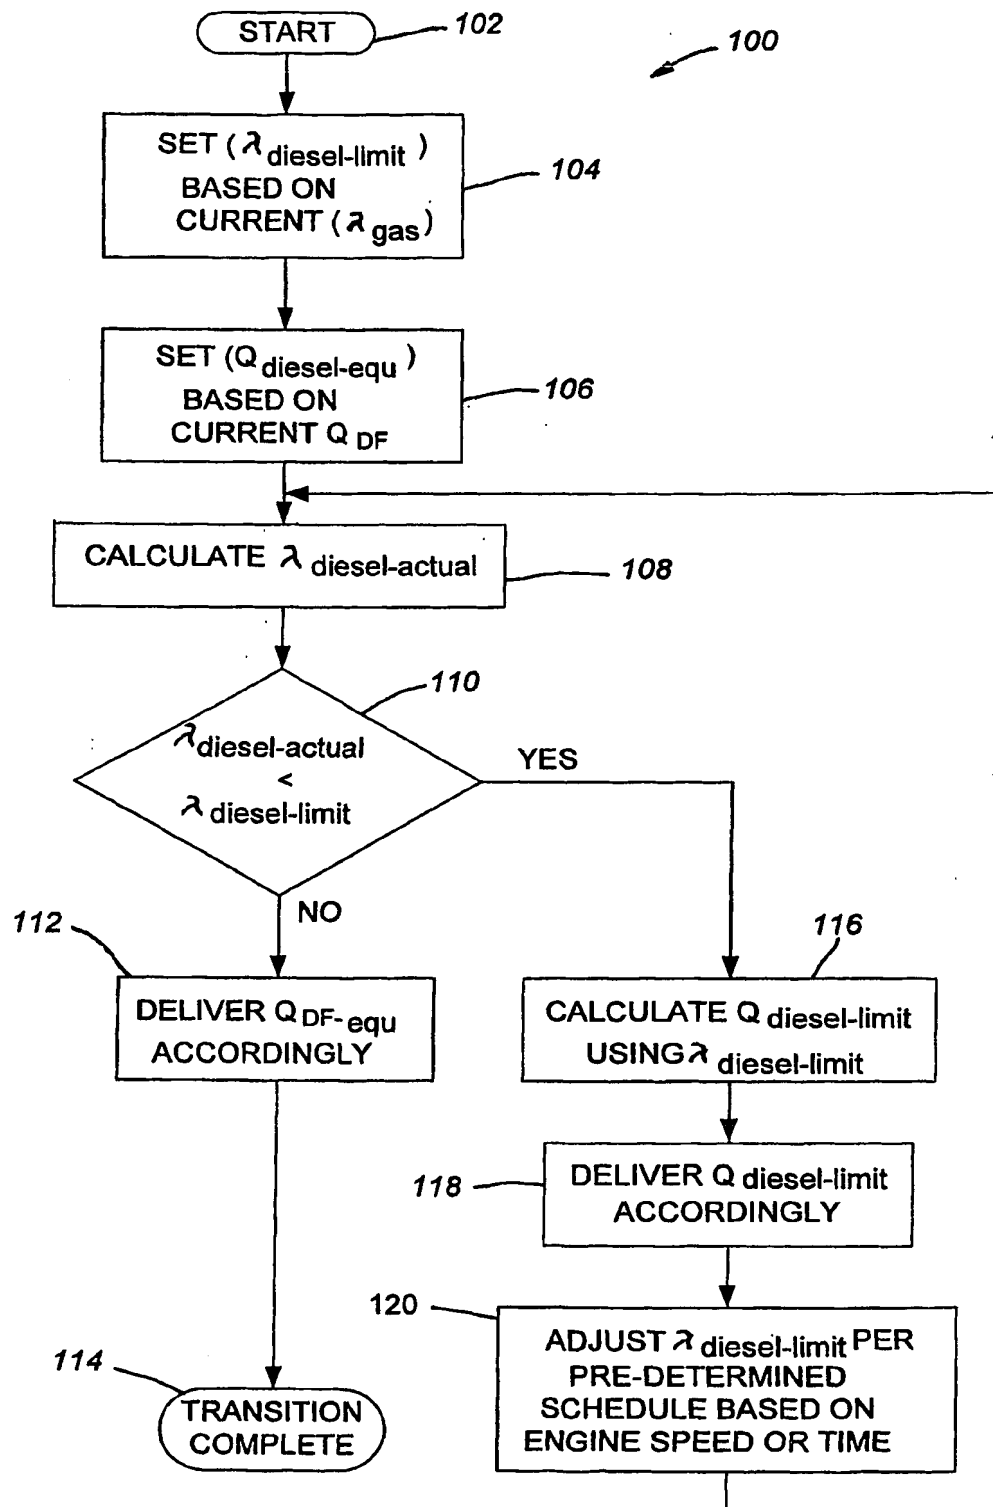 START
102
100
SET (λ diesel-limit)
BASED ON
CURRENT (λ gas)
104
SET (Q diesel-equ)
BASED ON
CURRENT Q DF
106
CALCULATE λ diesel-actual
108
110
λ diesel-actual
<
λ diesel-limit
YES
NO
112
DELIVER Q DF-equ
ACCORDINGLY
116
CALCULATE Q diesel-limit
USING λ diesel-limit
118
DELIVER Q diesel-limit
ACCORDINGLY
120
ADJUST λ diesel-limit PER
PRE-DETERMINED
SCHEDULE BASED ON
ENGINE SPEED OR TIME
114
TRANSITION
COMPLETE